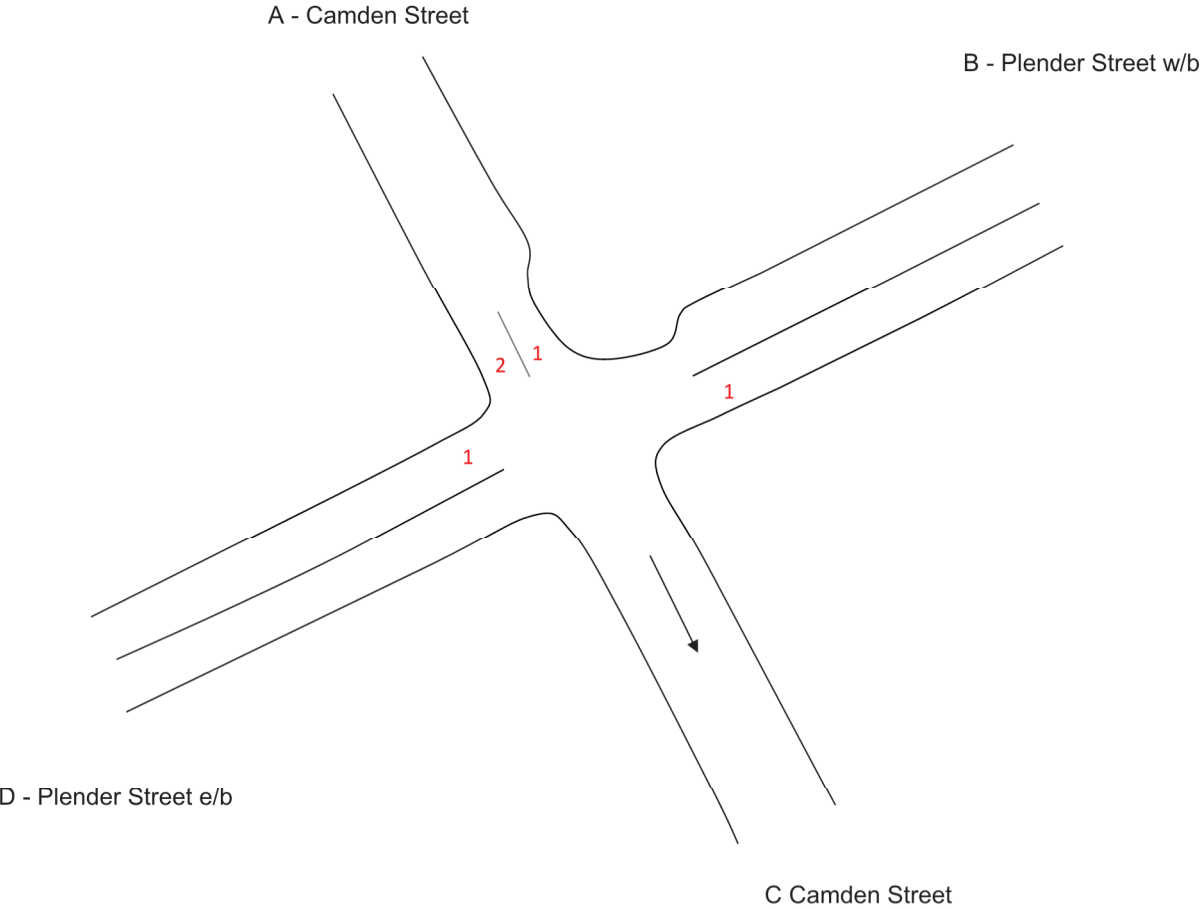 A - Camden Street
B - Plender Street w/b
1
2
1
1
D - Plender Street e/b
C Camden Street